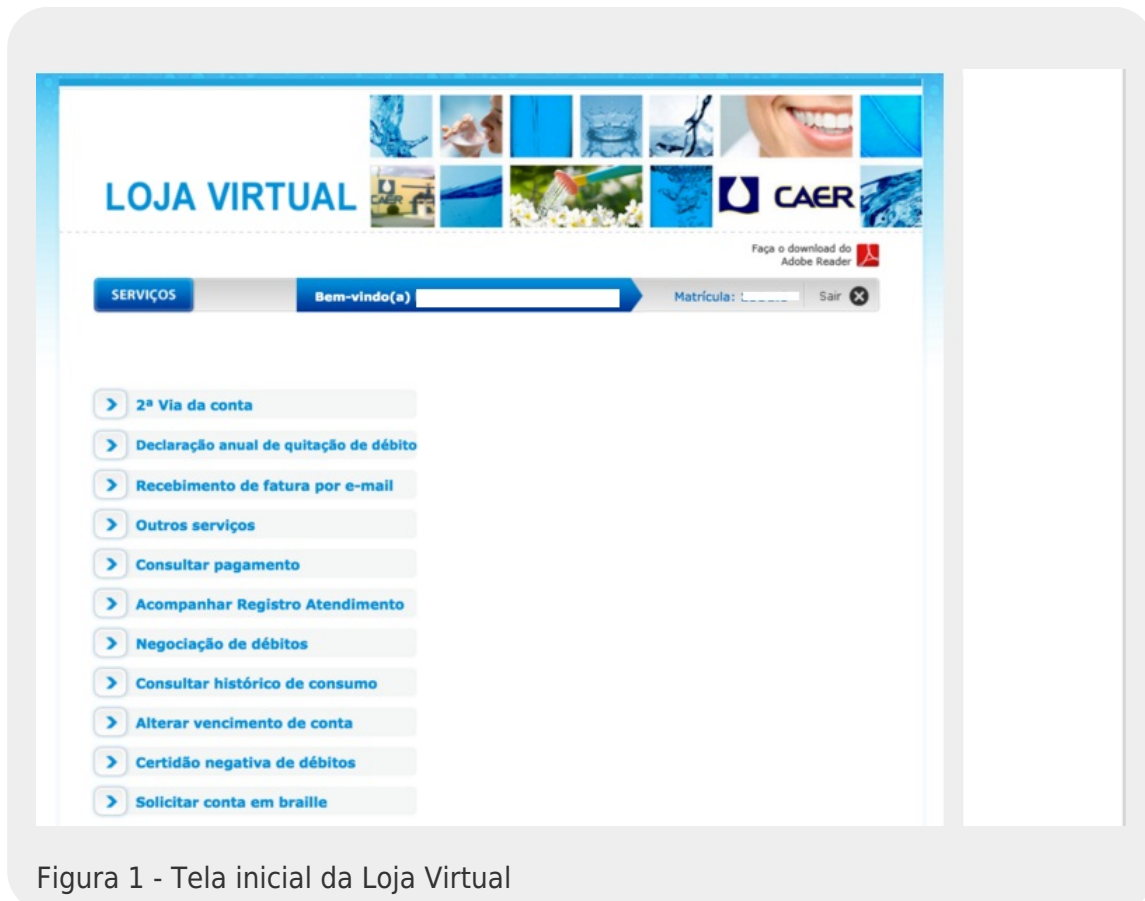 LOJA VIRTUAL
CAER
CAER
Faça o download do
Adobe Reader
SERVIÇOS
Bem-vindo(a)
Matrícula:
Sair
2ª Via da conta
Declaração anual de quitação de débito
Recebimento de fatura por e-mail
Outros serviços
Consultar pagamento
Acompanhar Registro Atendimento
Negociação de débitos
Consultar histórico de consumo
Alterar vencimento de conta
Certidão negativa de débitos
Solicitar conta em braille
Figura 1 - Tela inicial da Loja Virtual